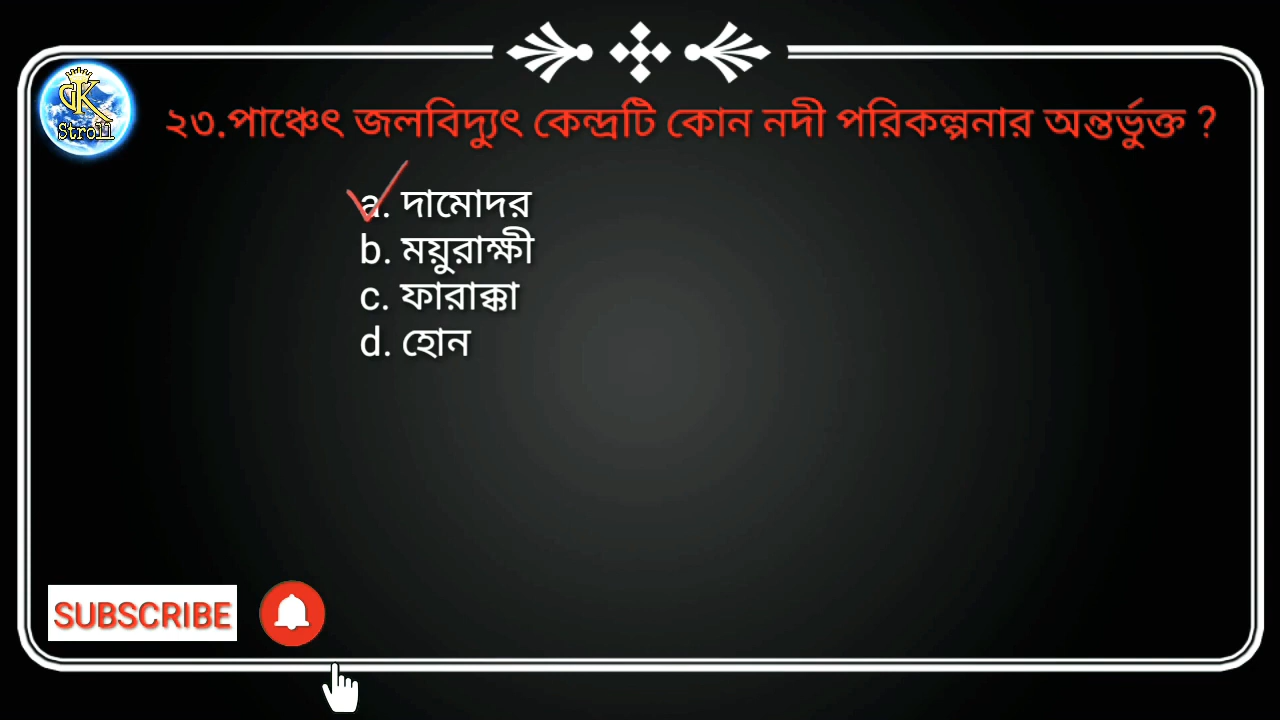 GK
Stroll
২৩.পাঞ্চেৎ জলবিদ্যুৎ কেন্দ্রটি কোন নদী পরিকল্পনার অন্তর্ভুক্ত ?
a. দামোদর
b. ময়ুরাক্ষী
c. ফারাক্কা
d. হোন
SUBSCRIBE